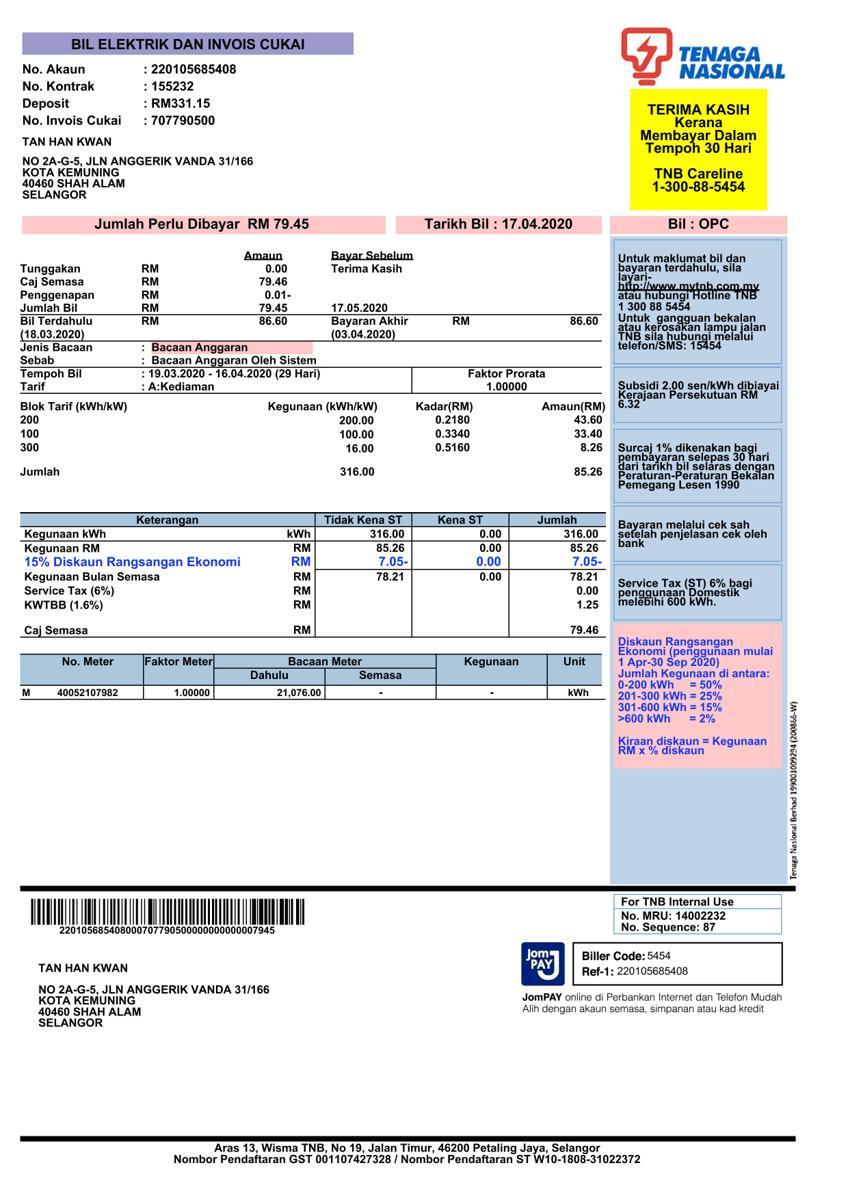 BIL ELEKTRIK DAN INVOIS CUKAI
No. Akaun : 220105685408
No. Kontrak : 155232
Deposit : RM331.15
No. Invois Cukai : 707790500
TAN HAN KWAN
NO 2A-G-5, JLN ANGGERIK VANDA 31/166
KOTA KEMUNING
40460 SHAH ALAM
SELANGOR
TENAGA
NASIONAL
TERIMA KASIH
Kerana
Membayar Dalam
Tempoh 30 Hari
TNB Careline
1-300-88-5454
Jumlah Perlu Dibayar RM 79.45 Tarikh Bil : 17.04.2020 Bil : OPC
Amaun Bayar Sebelum
Tunggakan RM 0.00 Terima Kasih
Caj Semasa RM 79.46
Penggenapan RM 0.01-
Jumlah Bil RM 79.45 17.05.2020
Bil Terdahulu RM 86.60 Bayaran Akhir RM 86.60
(18.03.2020) (03.04.2020)
Jenis Bacaan : Bacaan Anggaran
Sebab : Bacaan Anggaran Oleh Sistem
Tempoh Bil : 19.03.2020 - 16.04.2020 (29 Hari) Faktor Prorata
Tarif : A:Kediaman 1.00000
Blok Tarif (kWh/kW) Kegunaan (kWh/kW) Kadar(RM) Amaun(RM)
200 200.00 0.2180 43.60
100 100.00 0.3340 33.40
300 16.00 0.5160 8.26
Jumlah 316.00 85.26
Keterangan Tidak Kena ST Kena ST Jumlah
Kegunaan kWh kWh 316.00 0.00 316.00
Kegunaan RM RM 85.26 0.00 85.26
15% Diskaun Rangsangan Ekonomi RM 7.05- 0.00 7.05-
Kegunaan Bulan Semasa RM 78.21 0.00 78.21
Service Tax (6%) RM 0.00
KWTBB (1.6%) RM 1.25
Caj Semasa RM 79.46
No. Meter Faktor Meter Bacaan Meter Kegunaan Unit
Dahulu Semasa
M 40052107982 1.00000 21,076.00 - - kWh
Untuk maklumat bil dan
bayaran terdahulu, sila
layari-
http://www.mytnb.com.my
atau hubungi Hotline TNB
1 300 88 5454
Untuk gangguan bekalan
atau kerosakan lampu jalan
TNB sila hubungi melalui
telefon/SMS: 15454
Subsidi 2.00 sen/kWh dibiayai
Kerajaan Persekutuan RM
6.32
Surcaj 1% dikenakan bagi
pembayaran selepas 30 hari
dari tarikh bil selaras dengan
Peraturan-Peraturan Bekalan
Pemegang Lesen 1990
Bayaran melalui cek sah
setelah penjelasan cek oleh
bank
Service Tax (ST) 6% bagi
penggunaan Domestik
melebihi 600 kWh.
Diskaun Rangsangan
Ekonomi (penggunaan mulai
1 Apr-30 Sep 2020)
Jumlah Kegunaan di antara:
0-200 kWh = 50%
201-300 kWh = 25%
301-600 kWh = 15%
>600 kWh = 2%
Kiraan diskaun = Kegunaan
RM x % diskaun
Tenaga Nasional Berhad 199001009294 (200866-W)
2201056854080007077905000000000000007945
For TNB Internal Use
No. MRU: 14002232
No. Sequence: 87
TAN HAN KWAN
NO 2A-G-5, JLN ANGGERIK VANDA 31/166
KOTA KEMUNING
40460 SHAH ALAM
SELANGOR
Jom
PAY
Biller Code: 5454
Ref-1: 220105685408
JomPAY online di Perbankan Internet dan Telefon Mudah
Alih dengan akaun semasa, simpanan atau kad kredit
Aras 13, Wisma TNB, No 19, Jalan Timur, 46200 Petaling Jaya, Selangor
Nombor Pendaftaran GST 001107427328 / Nombor Pendaftaran ST W10-1808-31022372